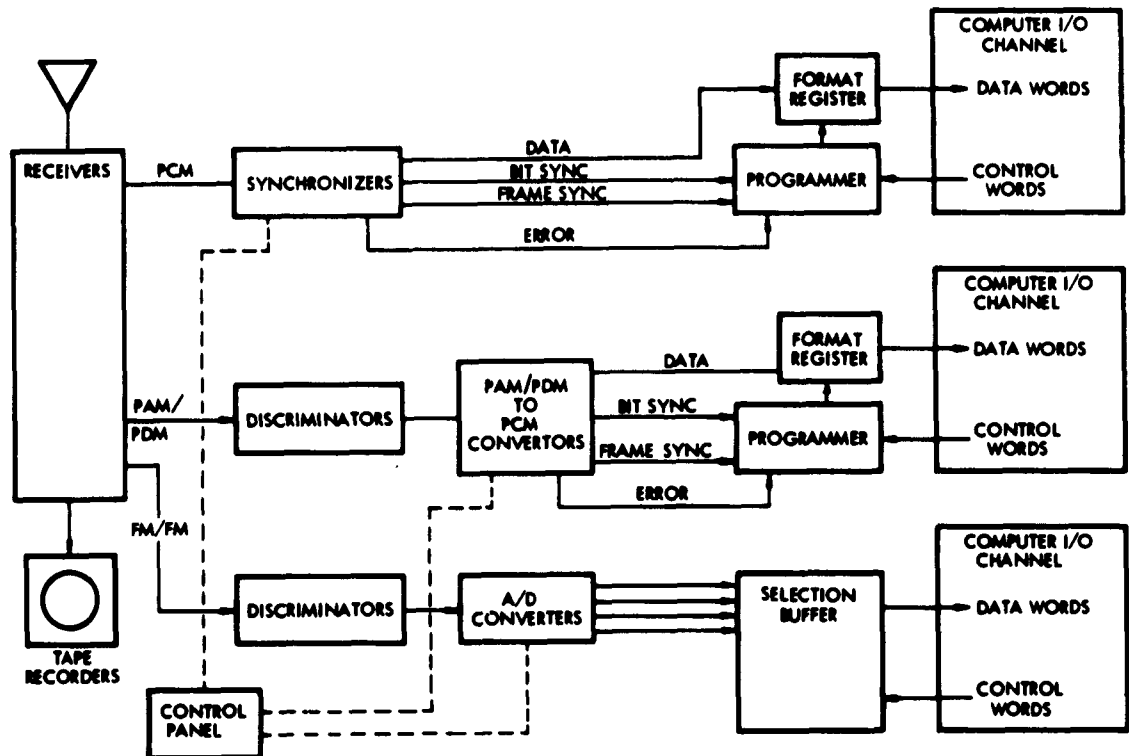 COMPUTER I/O
CHANNEL
DATA WORDS
CONTROL
WORDS
FORMAT
REGISTER
PROGRAMMER
RECEIVERS
PCM
SYNCHRONIZERS
DATA
BIT SYNC
FRAME SYNC
ERROR
COMPUTER I/O
CHANNEL
DATA WORDS
CONTROL
WORDS
FORMAT
REGISTER
PROGRAMMER
PAM/
PDM
DISCRIMINATORS
PAM/PDM
TO
PCM
CONVERTORS
DATA
BIT SYNC
FRAME SYNC
ERROR
FM/FM
DISCRIMINATORS
A/D
CONVERTERS
SELECTION
BUFFER
COMPUTER I/O
CHANNEL
DATA WORDS
CONTROL
WORDS
TAPE
RECORDERS
CONTROL
PANEL